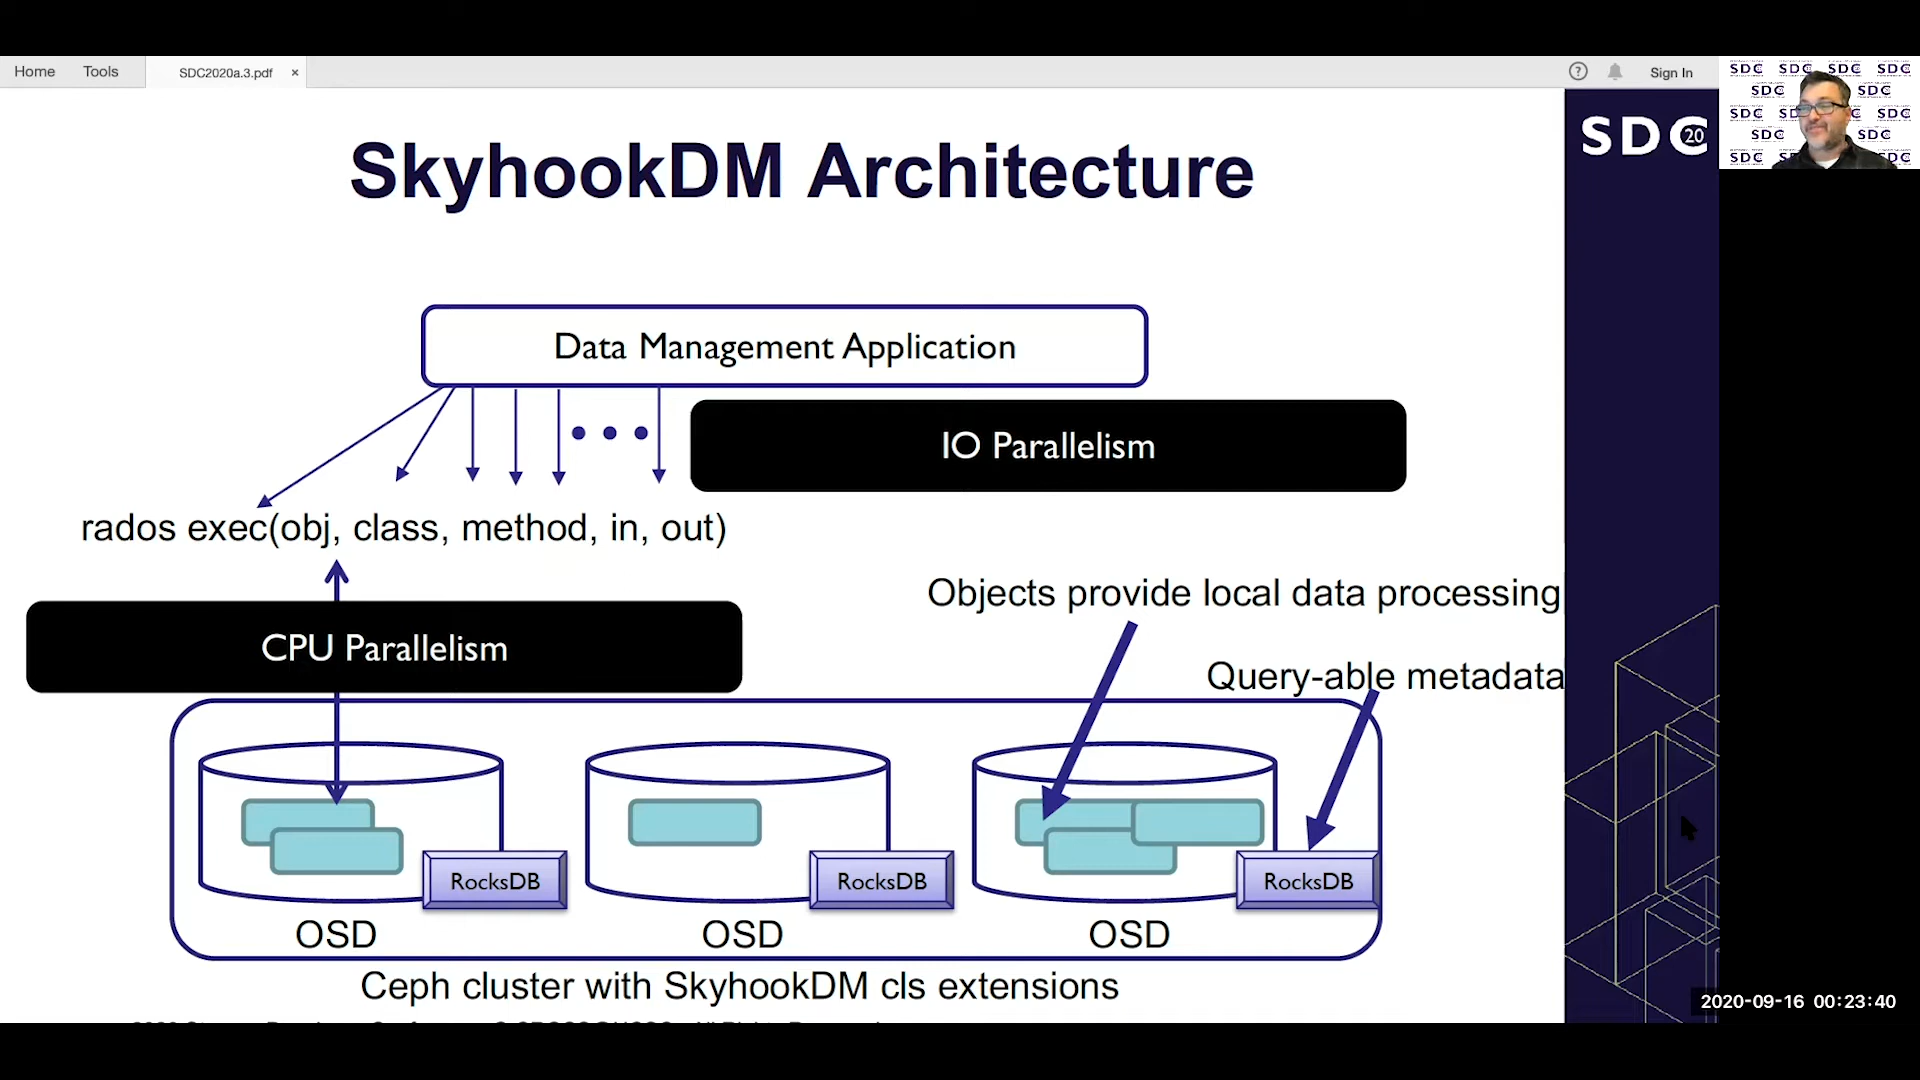 Home Tools SDC2020a.3.pdf × ? Sign In
SDC 20
SDC SDC SDC SDC
SDC SDC
SDC
SDC SDC
SDC
SkyhookDM Architecture
Data Management Application
IO Parallelism
rados exec(obj, class, method, in, out)
Objects provide local data processing
CPU Parallelism
Query-able metadata
RocksDB RocksDB RocksDB
OSD OSD OSD
Ceph cluster with SkyhookDM cls extensions
2020-09-16 00:23:40